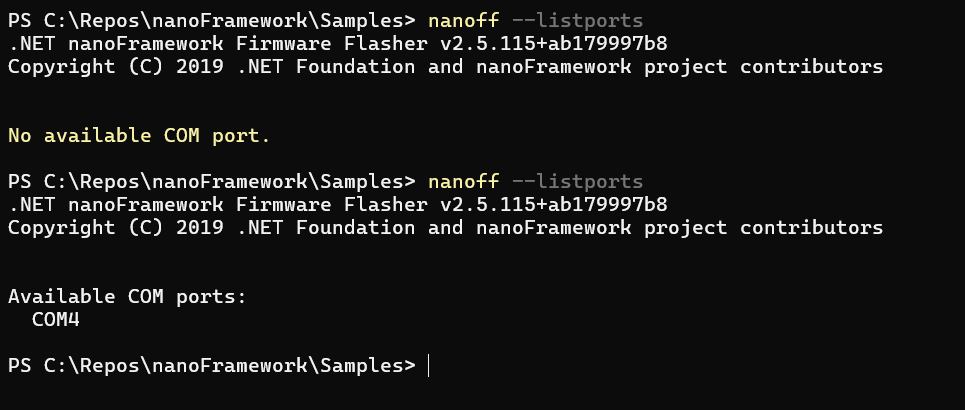 PS C:\Repos\nanoFramework\Samples> nanoff --listports
.NET nanoFramework Firmware Flasher v2.5.115+ab179997b8
Copyright (C) 2019 .NET Foundation and nanoFramework project contributors
No available COM port.
PS C:\Repos\nanoFramework\Samples> nanoff --listports
.NET nanoFramework Firmware Flasher v2.5.115+ab179997b8
Copyright (C) 2019 .NET Foundation and nanoFramework project contributors
Available COM ports:
  COM4
PS C:\Repos\nanoFramework\Samples>